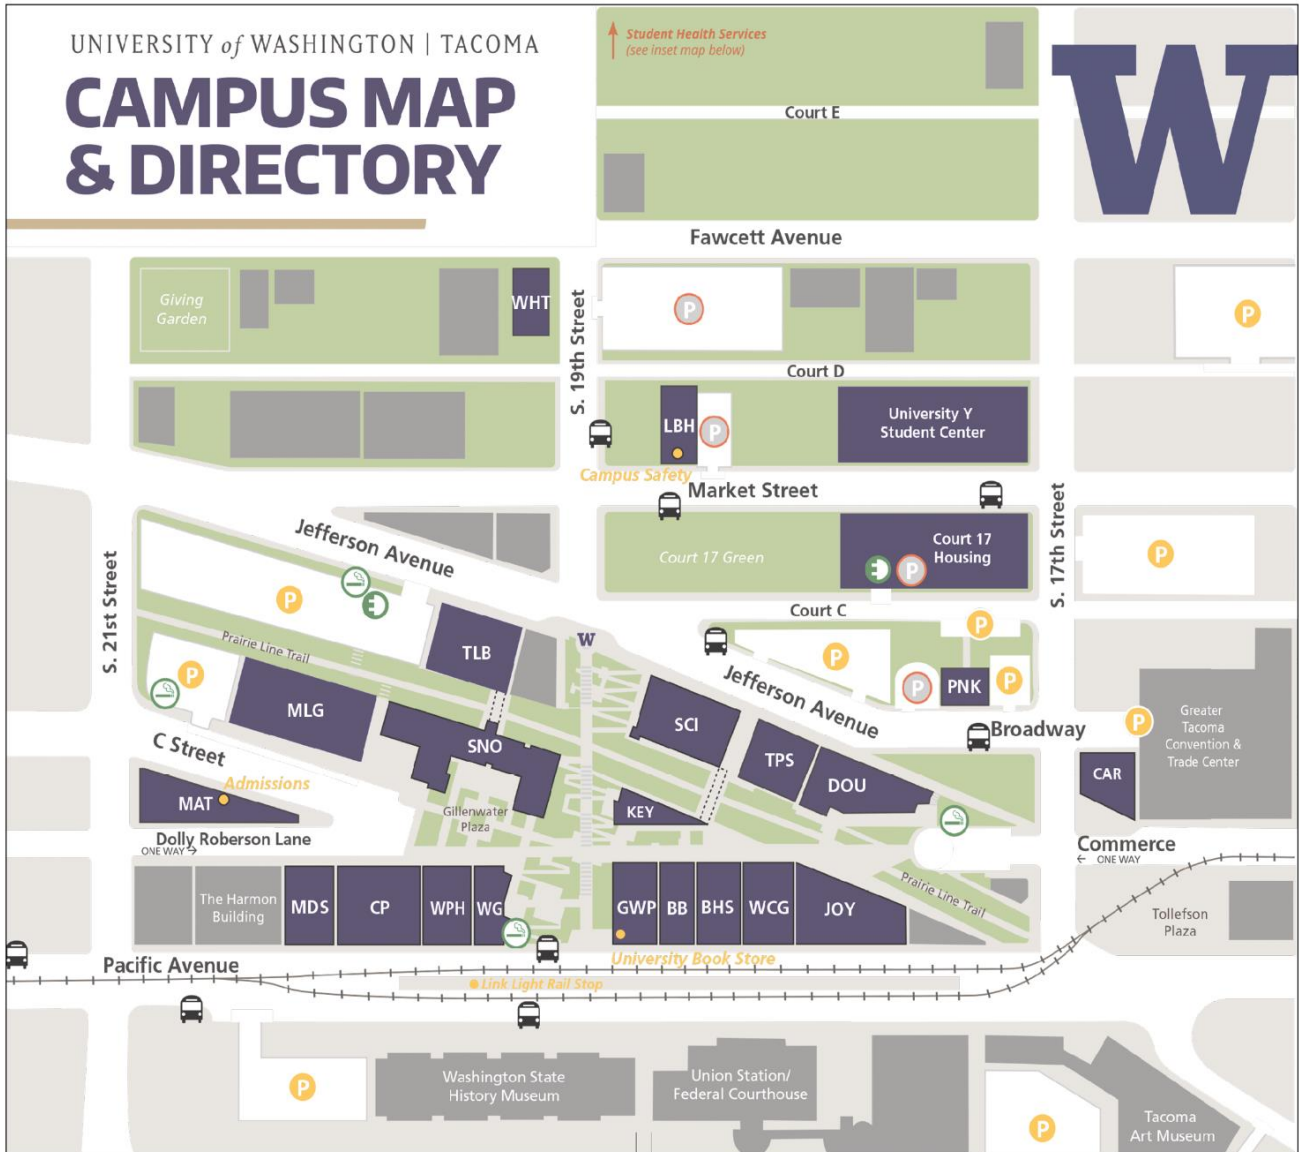 UNIVERSITY of WASHINGTON | TACOMA
CAMPUS MAP
& DIRECTORY
Student Health Services
(see inset map below)
W
Court E
Fawcett Avenue
Giving
Garden
WHT
S. 19th Street
P
P
Court D
LBH
P
University Y
Student Center
Campus Safety
Market Street
Jefferson Avenue
Court 17 Green
Court 17
Housing
P
S. 17th Street
P
S. 21st Street
P
Court C
P
Prairie Line Trail
TLB
W
P
P
MLG
SCI
Jefferson Avenue
P
PNK
P
Broadway
P
Greater
Tacoma
Convention &
Trade Center
C Street
SNO
TPS
DOU
CAR
Admissions
MAT
Gillenwater
Plaza
KEY
Dolly Roberson Lane
ONE WAY →
Commerce
← ONE WAY
The Harmon
Building
MDS
CP
WPH
WG
GWP
BB
BHS
WCG
JOY
Prairie Line Trail
Tollefson
Plaza
University Book Store
Pacific Avenue
Link Light Rail Stop
P
Washington State
History Museum
Union Station/
Federal Courthouse
P
Tacoma
Art Museum